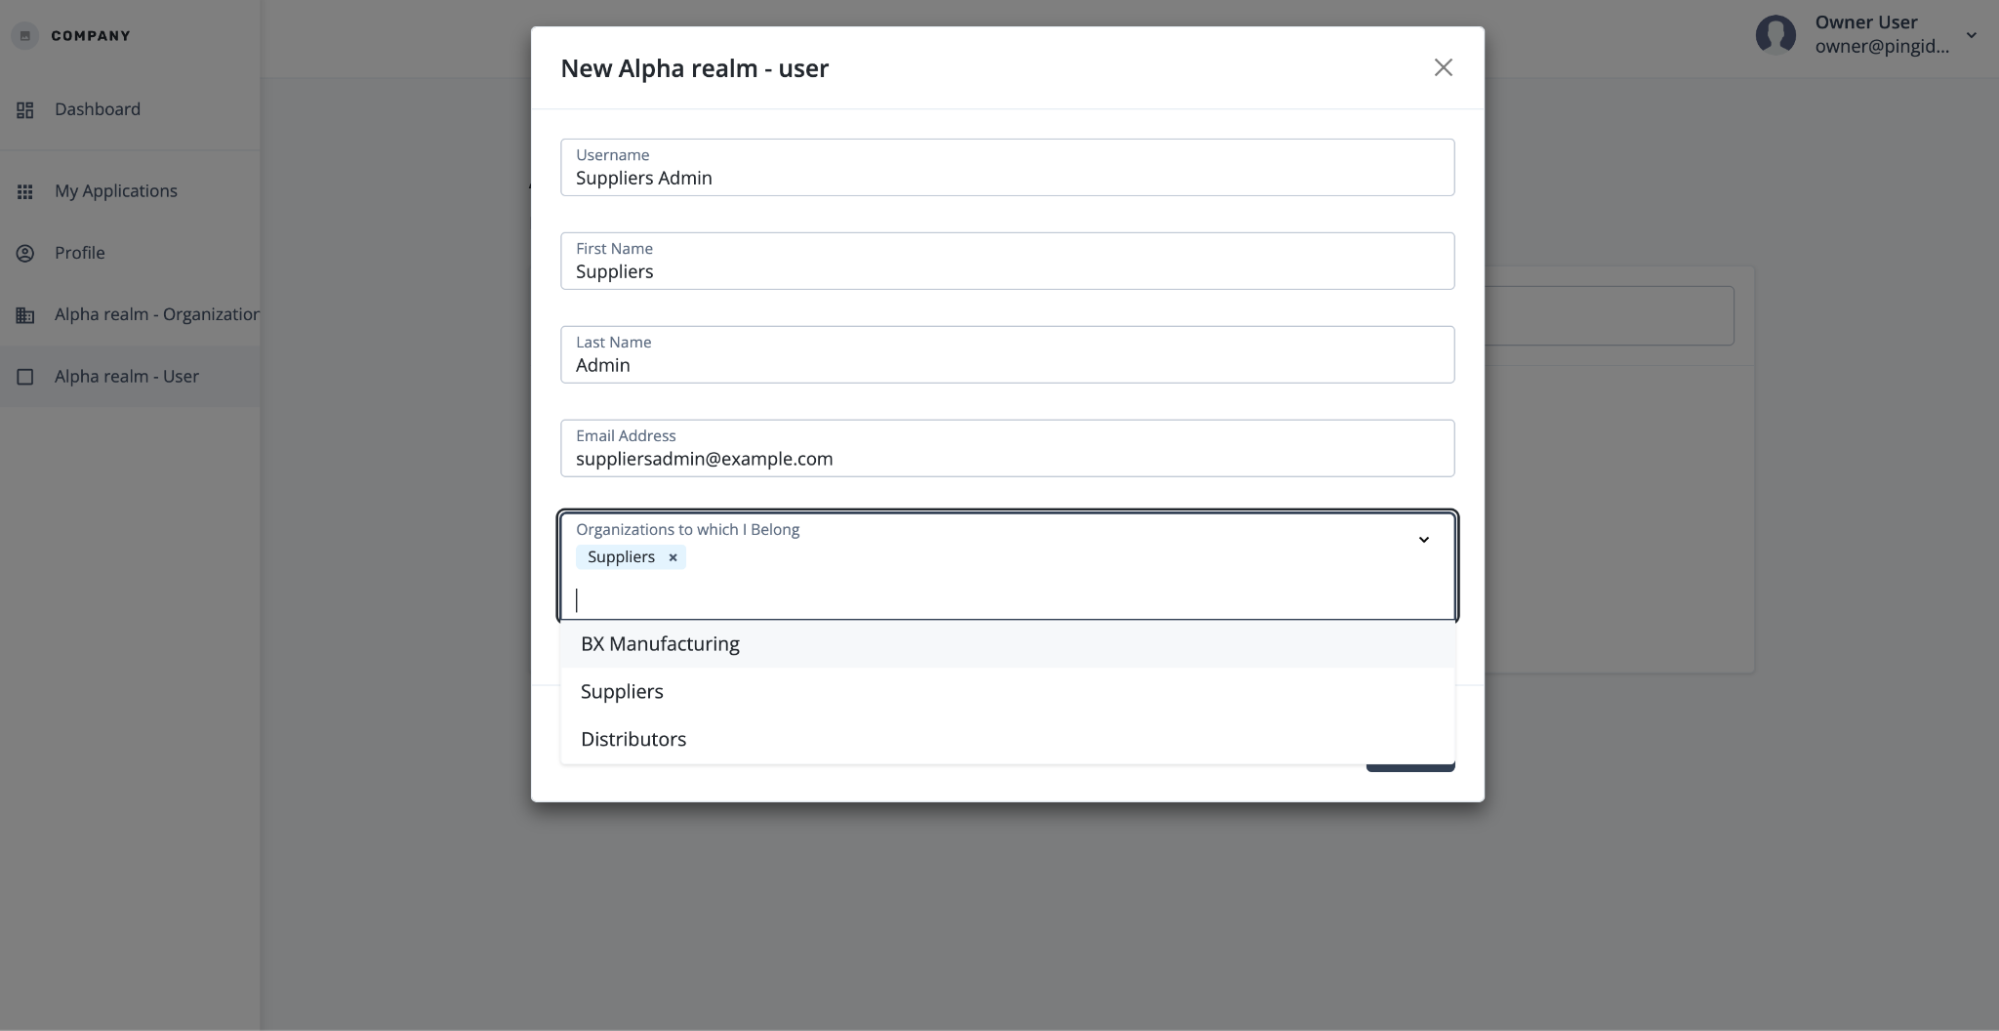 COMPANY
Owner User
owner@pingid...
Dashboard
My Applications
Profile
Alpha realm - Organization
Alpha realm - User
New Alpha realm - user
Username
Suppliers Admin
First Name
Suppliers
Last Name
Admin
Email Address
suppliersadmin@example.com
Organizations to which I Belong
Suppliers ×
BX Manufacturing
Suppliers
Distributors